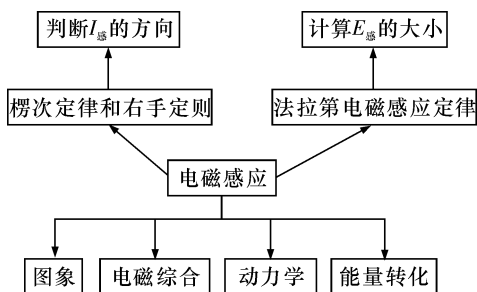 判断I感的方向
计算E感的大小
楞次定律和右手定则
法拉第电磁感应定律
电磁感应
图象
电磁综合
动力学
能量转化